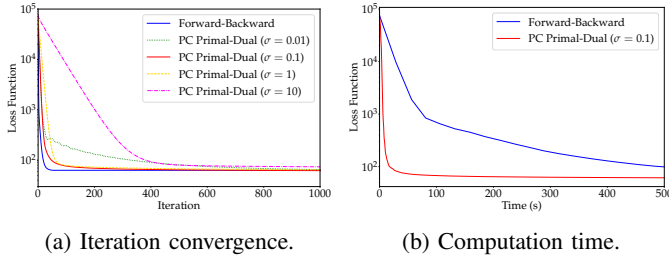 Forward-Backward
PC Primal-Dual (σ = 0.01)
PC Primal-Dual (σ = 0.1)
PC Primal-Dual (σ = 1)
PC Primal-Dual (σ = 10)
Loss Function
10^5
10^4
10^3
10^2
0 200 400 600 800 1000
Iteration
(a) Iteration convergence.
Forward-Backward
PC Primal-Dual (σ = 0.1)
Loss Function
10^5
10^4
10^3
10^2
0 100 200 300 400 500
Time (s)
(b) Computation time.